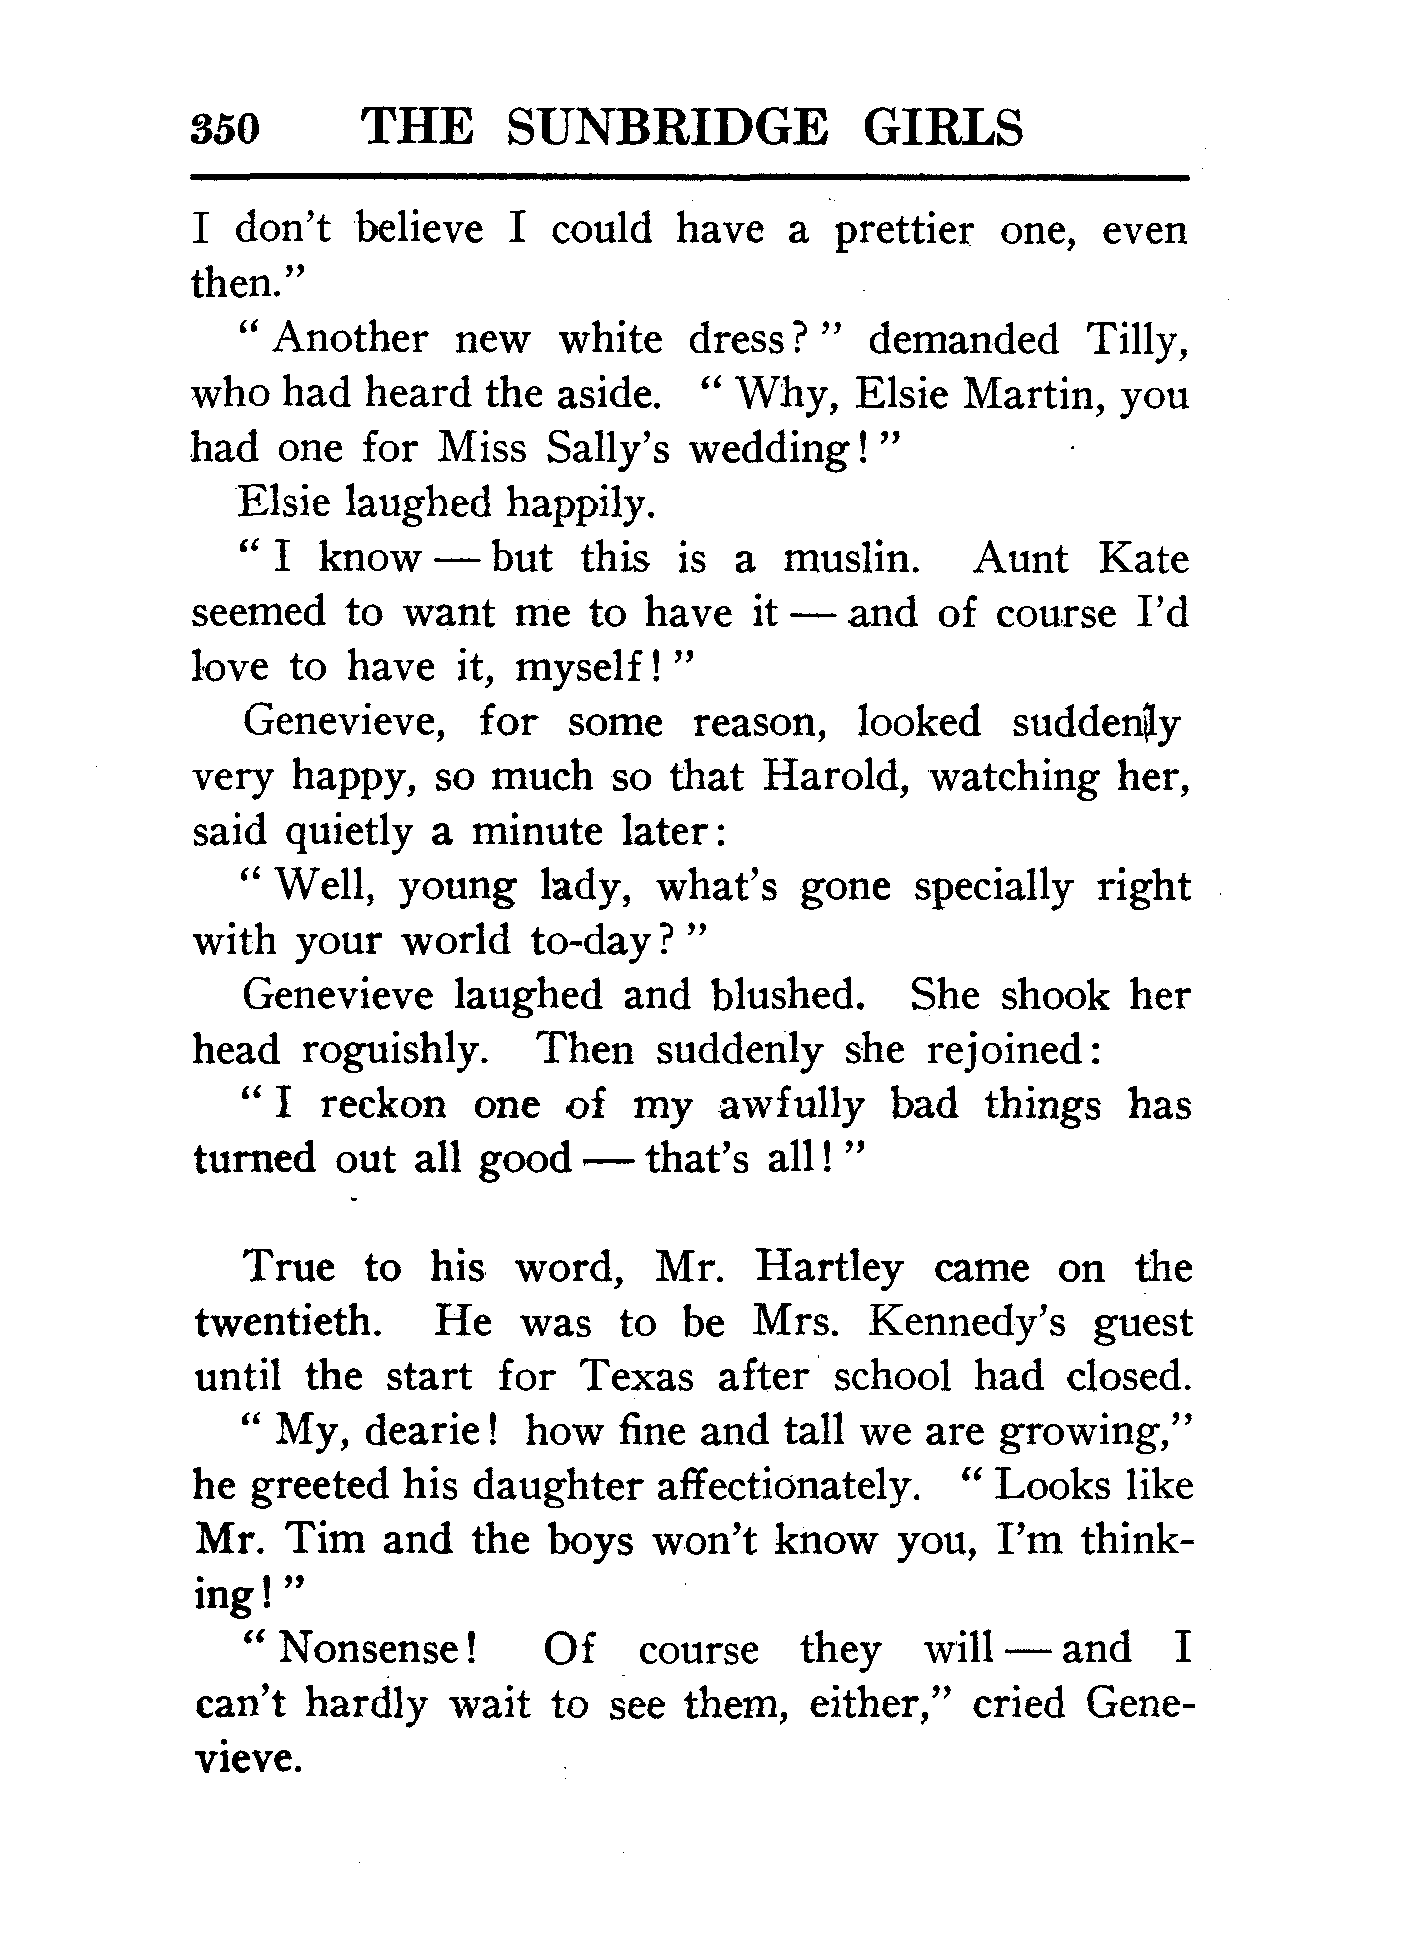 350 THE SUNBRIDGE GIRLS
I don't believe I could have a prettier one, even
then."
" Another new white dress? " demanded Tilly,
who had heard the aside. " Why, Elsie Martin, you
had one for Miss Sally's wedding! "
Elsie laughed happily.
" I know — but this is a muslin. Aunt Kate
seemed to want me to have it — and of course I'd
love to have it, myself! "
Genevieve, for some reason, looked suddenly
very happy, so much so that Harold, watching her,
said quietly a minute later:
" Well, young lady, what's gone specially right
with your world to-day? "
Genevieve laughed and blushed. She shook her
head roguishly. Then suddenly she rejoined:
" I reckon one of my awfully bad things has
turned out all good — that's all! "
True to his word, Mr. Hartley came on the
twentieth. He was to be Mrs. Kennedy's guest
until the start for Texas after school had closed.
" My, dearie! how fine and tall we are growing,"
he greeted his daughter affectionately. " Looks like
Mr. Tim and the boys won't know you, I'm think-
ing! "
" Nonsense! Of course they will — and I
can't hardly wait to see them, either," cried Gene-
vieve.